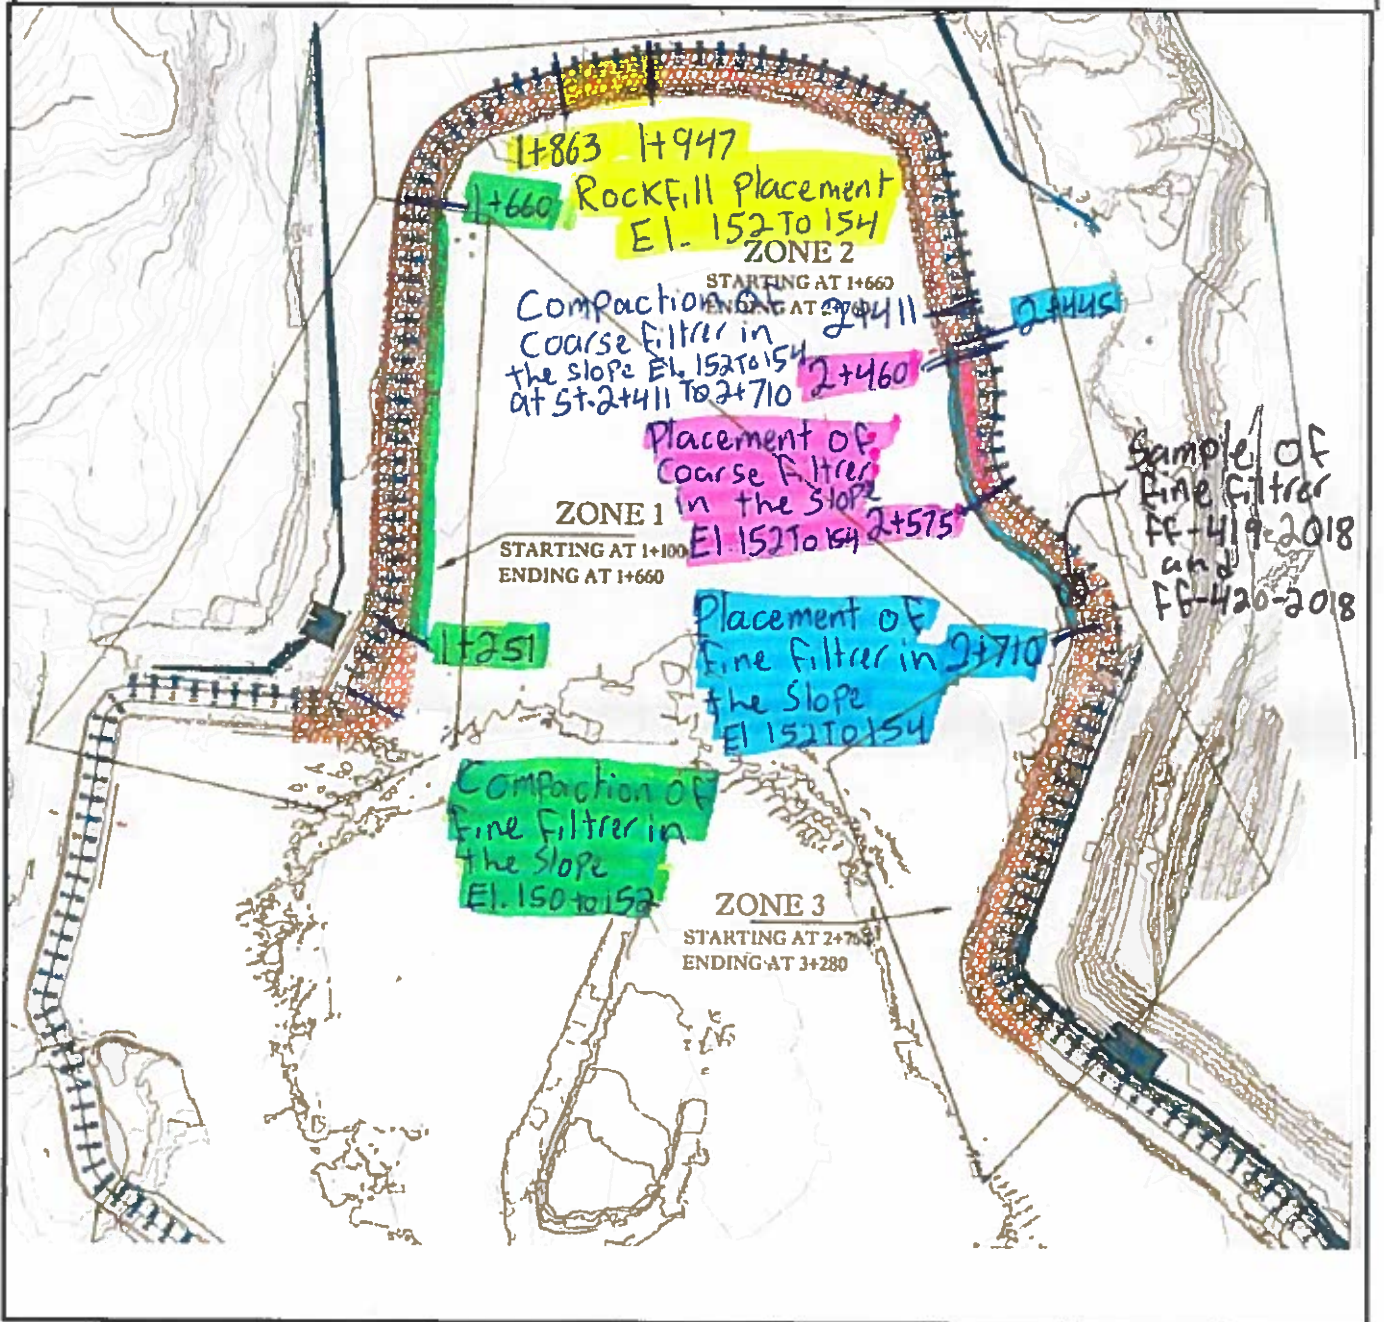 1+863 1+947
1+660
Rockfill Placement
El. 152 To 154
ZONE 2
STARTING AT 1+660
ENDING AT
2+411
2+445
Compaction Of
Coarse Filtrer in
the slope El. 152 To 154
at St. 2+411 To 2+710
2+460
Placement of
Coarse Filtrer
in the slope
El. 152 To 154
2+575
Sample Of
fine filtrer
FF-419-2018
and
FF-420-2018
ZONE 1
STARTING AT 1+100
ENDING AT 1+660
1+251
Placement of
fine filtrer in
the Slope
El 152 To 154
2+710
Compaction Of
Fine Filtrer in
the Slope
El. 150 to 152
ZONE 3
STARTING AT
ENDING AT 3+280